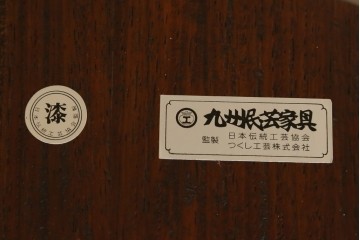 漆
工 九州民芸家具
監製 日本伝統工芸協会
つくし工芸株式会社